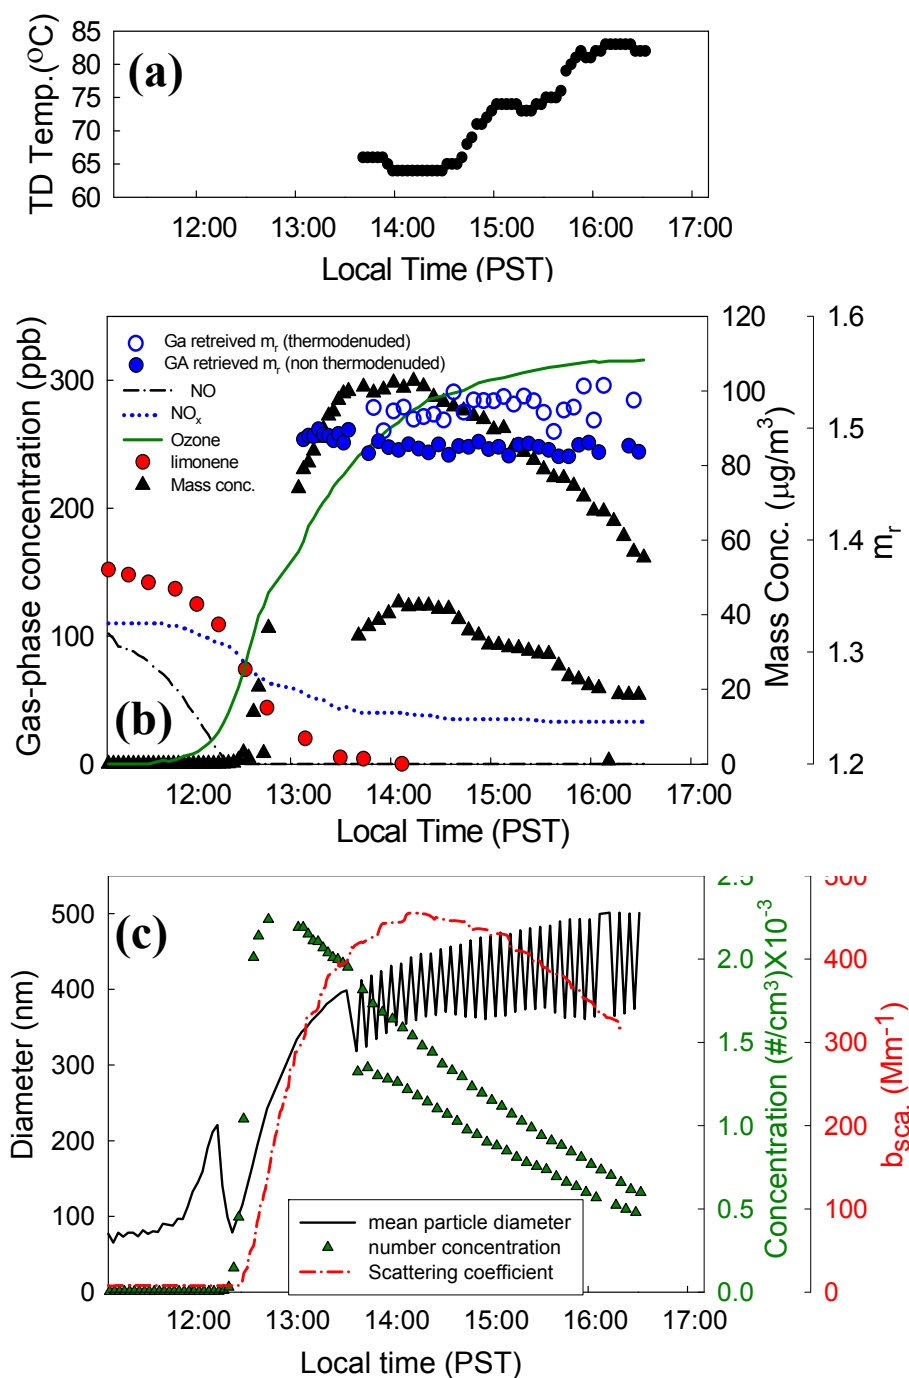 85
80
75
70
65
60
TD Temp.(ºC)
(a)
12:00 13:00 14:00 15:00 16:00 17:00
Local Time (PST)
Gas-phase concentration (ppb)
300
200
100
0
Ga retreived mr (thermodenuded)
GA retrieved mr (non thermodenuded)
NO
NOx
Ozone
limonene
Mass conc.
(b)
120
100
80
60
40
20
0
Mass Conc. (µg/m3)
1.6
1.5
1.4
1.3
1.2
mr
12:00 13:00 14:00 15:00 16:00 17:00
Local Time (PST)
(c)
Diameter (nm)
500
400
300
200
100
0
mean particle diameter
number concentration
Scattering coefficient
2.5
2.0
1.5
1.0
0.5
0.0
Concentration (#/cm3)X10-3
500
400
300
200
100
0
bsca. (Mm-1)
12:00 13:00 14:00 15:00 16:00 17:00
Local time (PST)